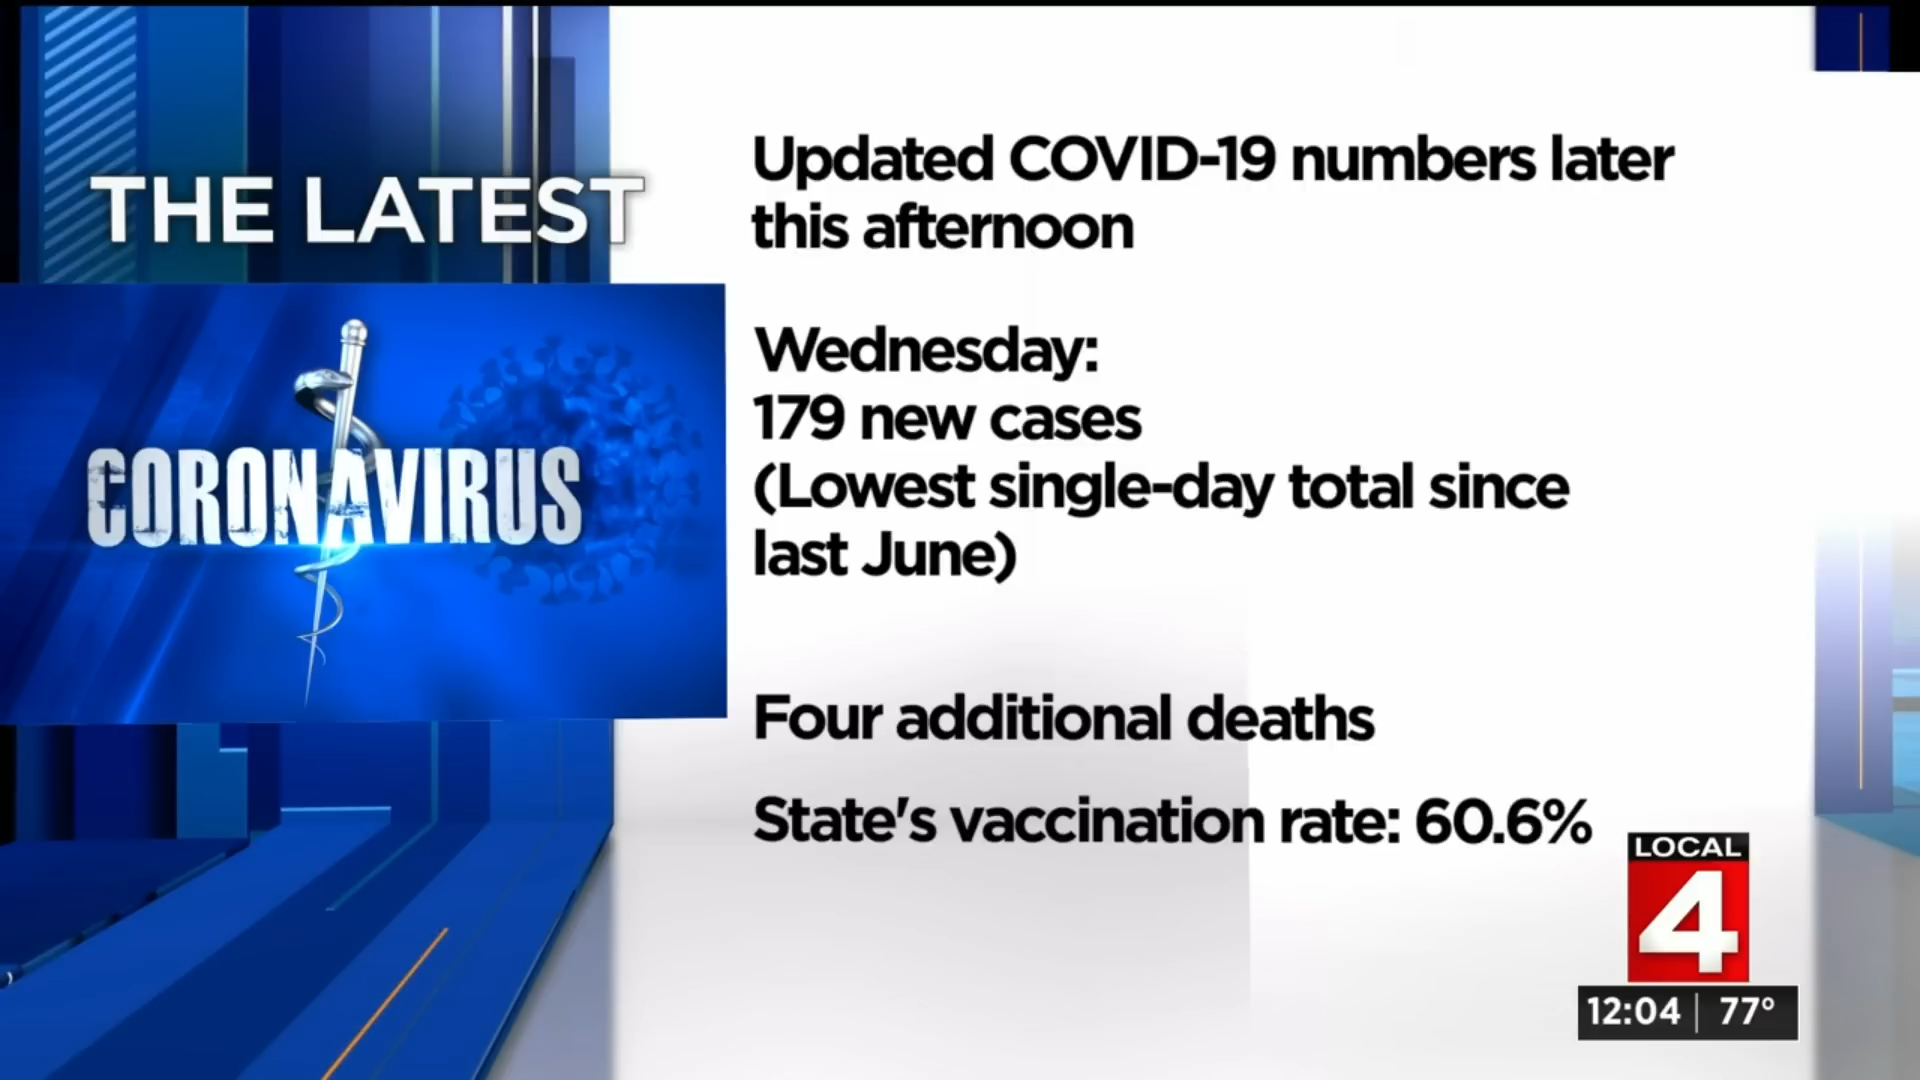 THE LATEST
CORONAVIRUS
Updated COVID-19 numbers later
this afternoon
Wednesday:
179 new cases
(Lowest single-day total since
last June)
Four additional deaths
State's vaccination rate: 60.6%
LOCAL
4
12:04 | 77°